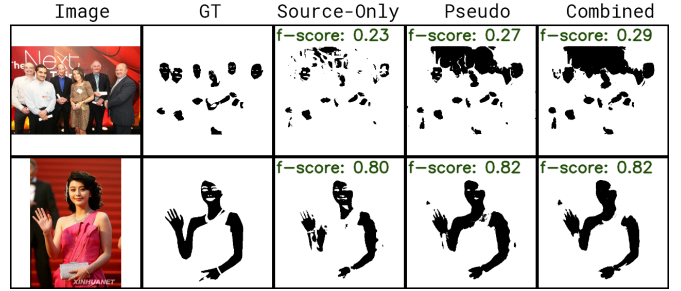 Image GT Source-Only Pseudo Combined
f-score: 0.23 f-score: 0.27 f-score: 0.29
Next
f-score: 0.80 f-score: 0.82 f-score: 0.82
XINHUANET